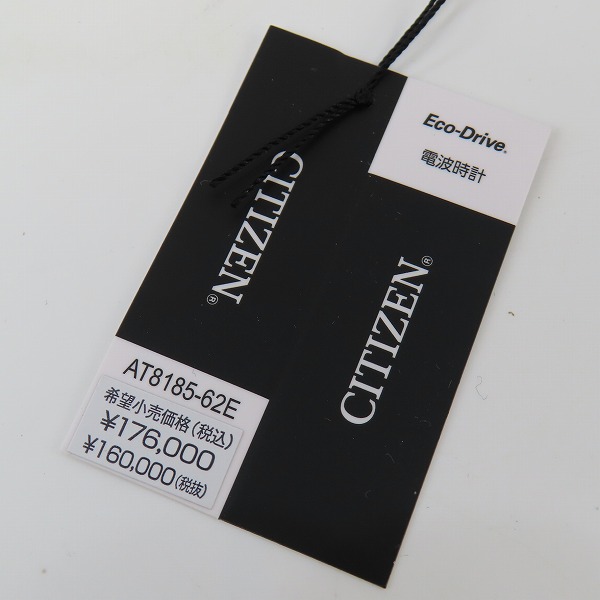 Eco-Drive®
電波時計
CITIZEN®
CITIZEN®
AT8185-62E
希望小売価格(税込)
¥176,000
¥160,000(税抜)